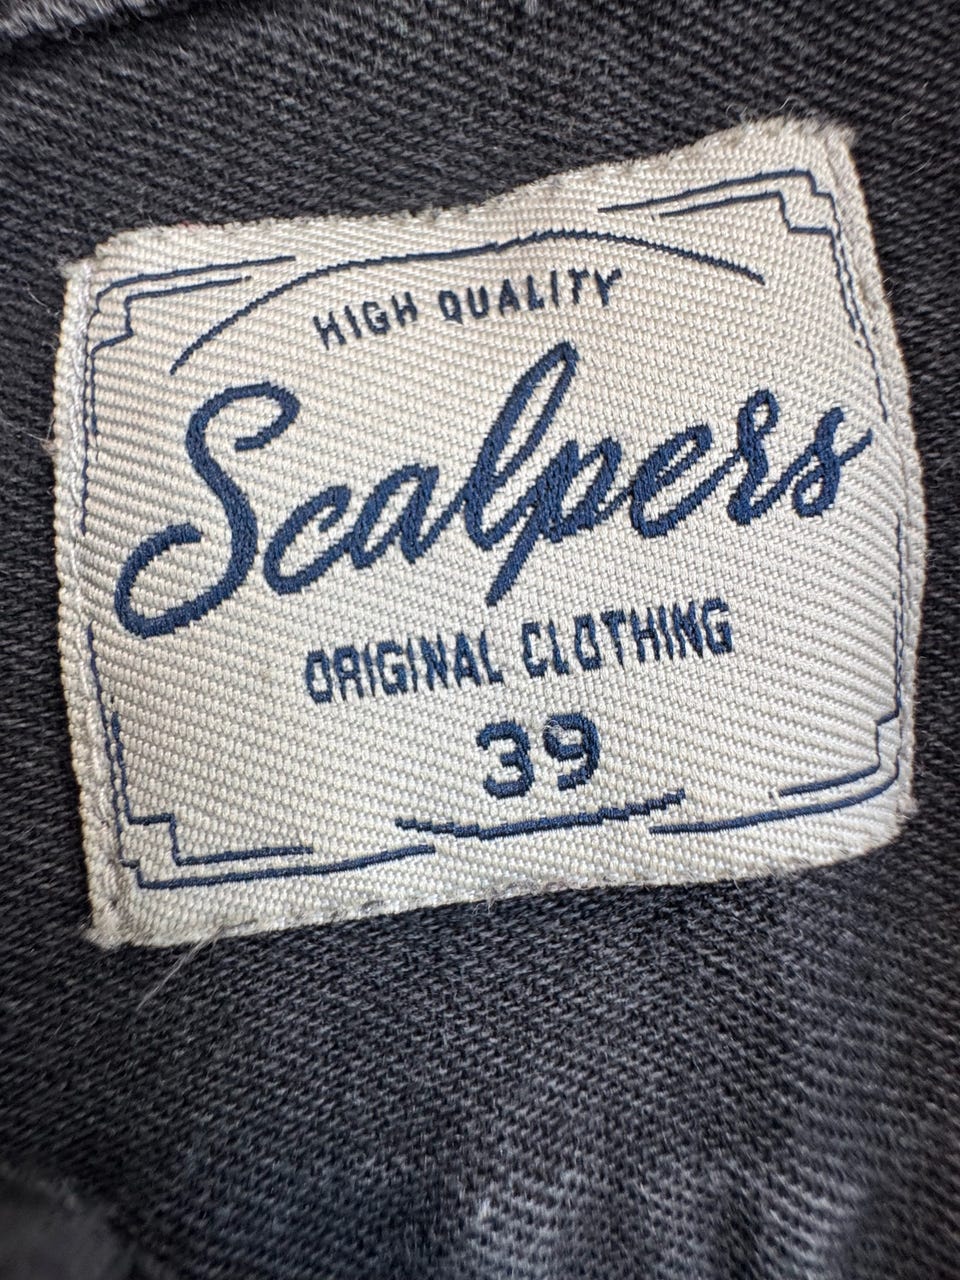 HIGH QUALITY
Scalpers
ORIGINAL CLOTHING
39